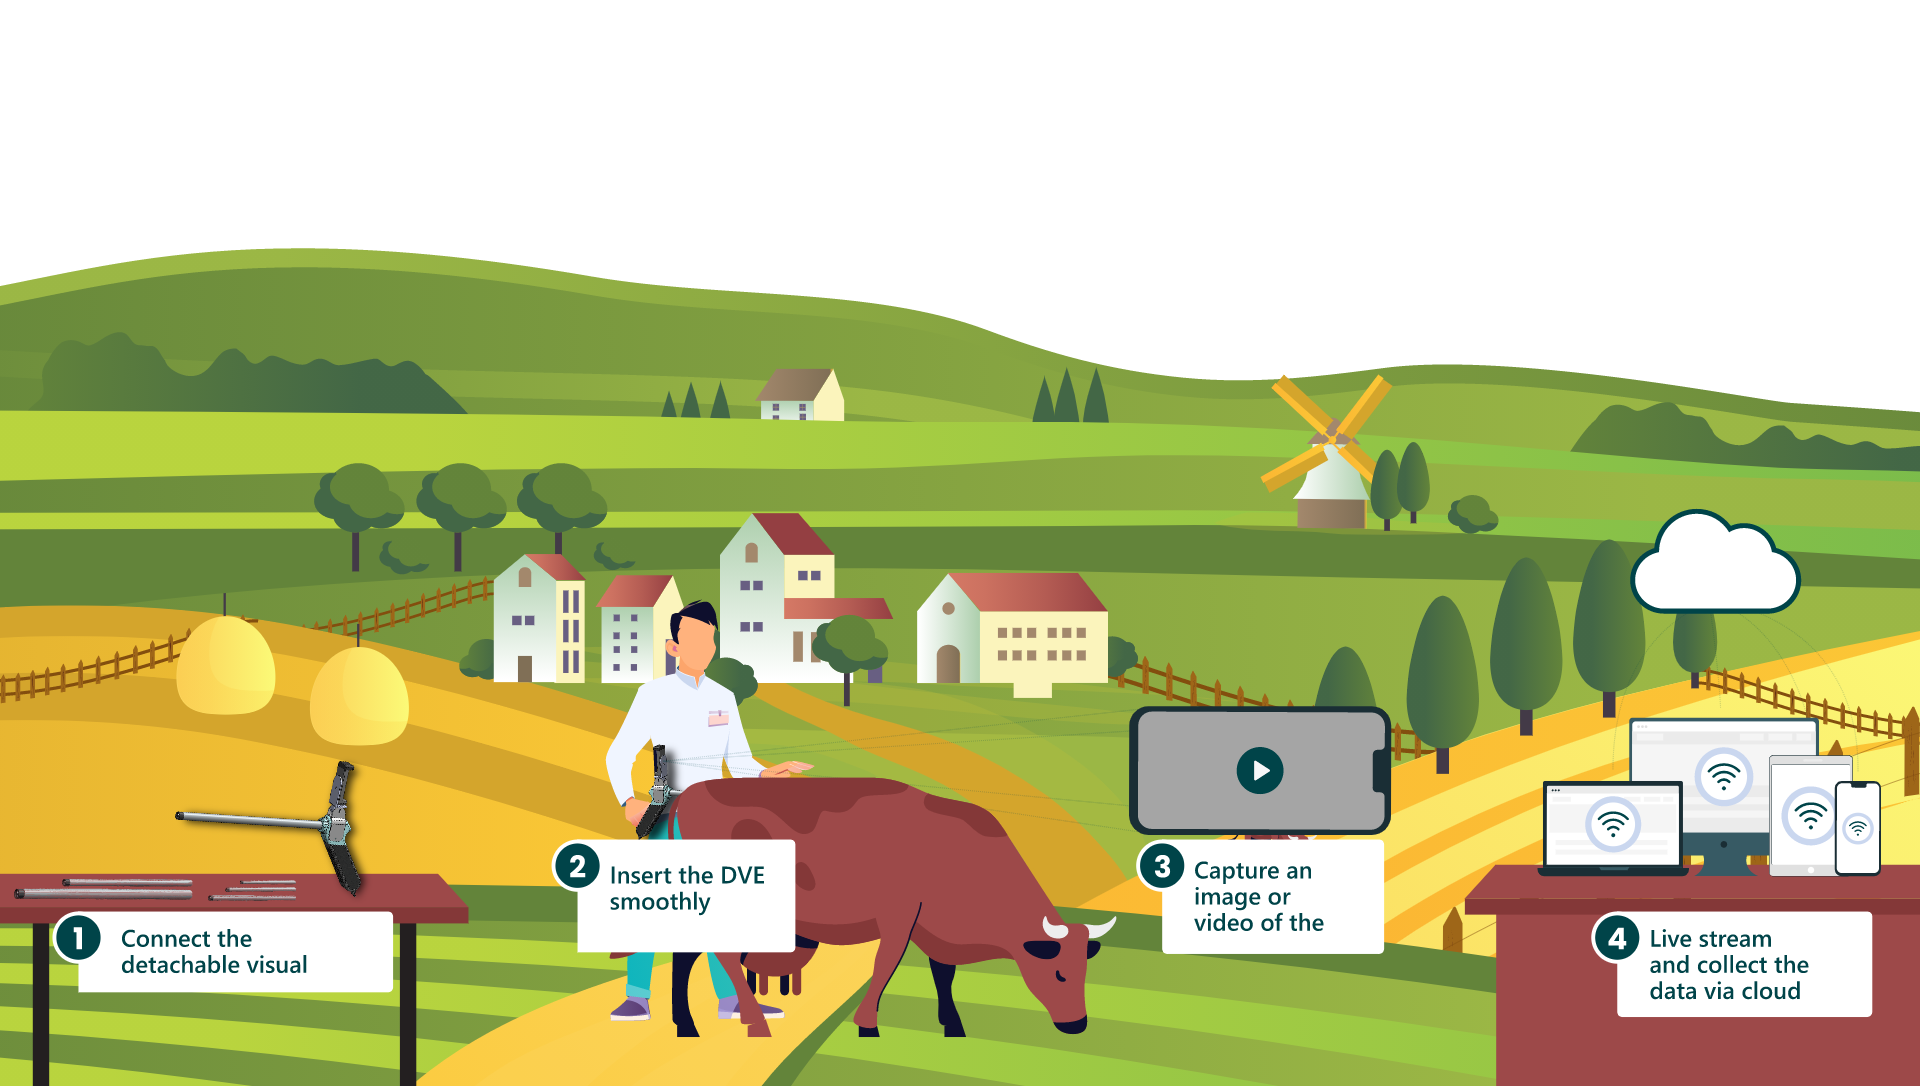 1
Connect the
detachable visual
2
Insert the DVE
smoothly
3
Capture an
image or
video of the
4
Live stream
and collect the
data via cloud